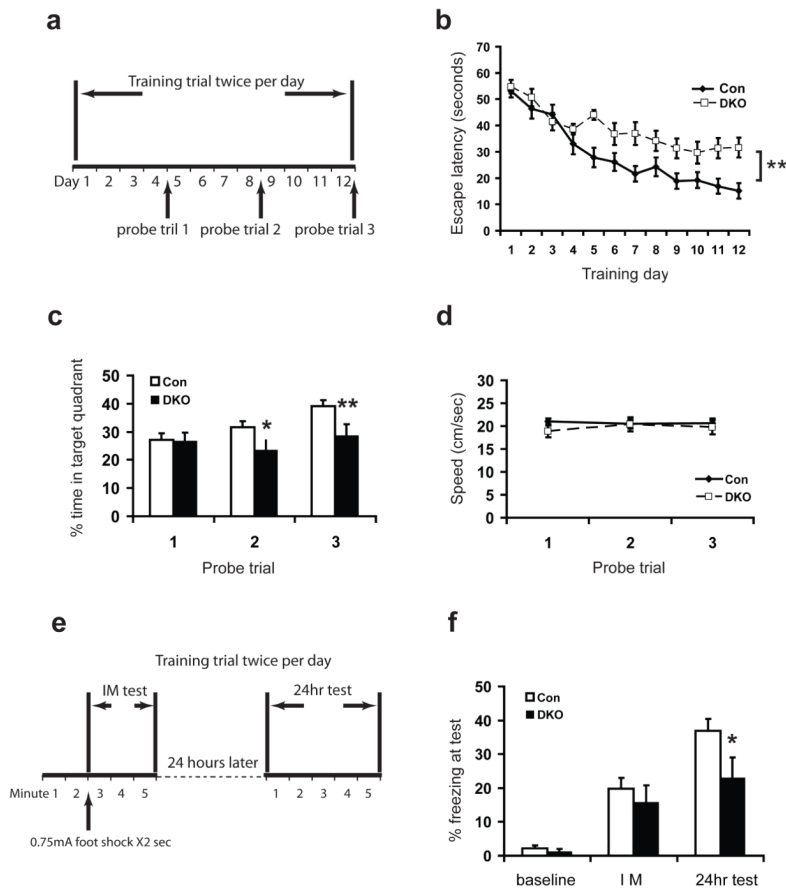 a
Training trial twice per day
Day 1 2 3 4 5 6 7 8 9 10 11 12
probe tril 1 probe trial 2 probe trial 3
b
Escape latency (seconds)
70
60
50
40
30
20
10
0
Con
DKO
**
1 2 3 4 5 6 7 8 9 10 11 12
Training day
c
% time in target quadrant
50
40
30
20
10
0
Con
DKO
*
**
1 2 3
Probe trial
d
Speed (cm/sec)
30
25
20
15
10
5
0
Con
DKO
1 2 3
Probe trial
e
Training trial twice per day
IM test
24hr test
24 hours later
Minute 1 2 3 4 5
1 2 3 4 5
0.75mA foot shock X2 sec
f
% freezing at test
50
40
30
20
10
0
Con
DKO
*
baseline I M 24hr test